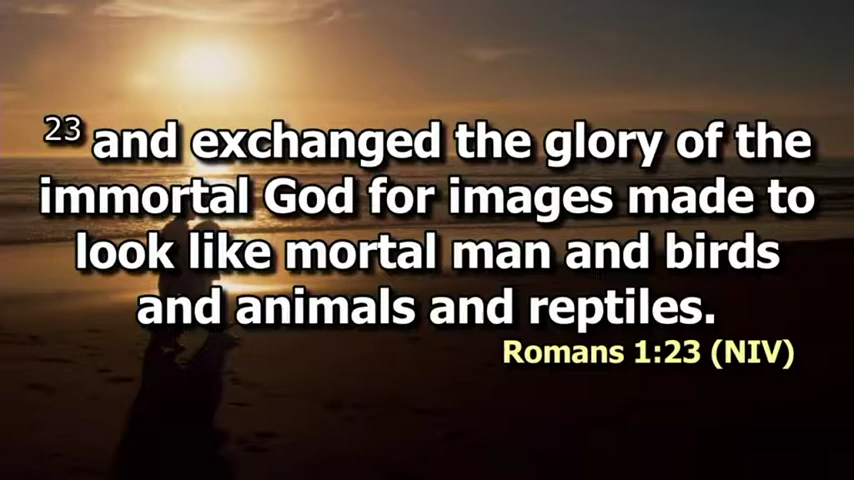 23 and exchanged the glory of the
immortal God for images made to
look like mortal man and birds
and animals and reptiles.
Romans 1:23 (NIV)